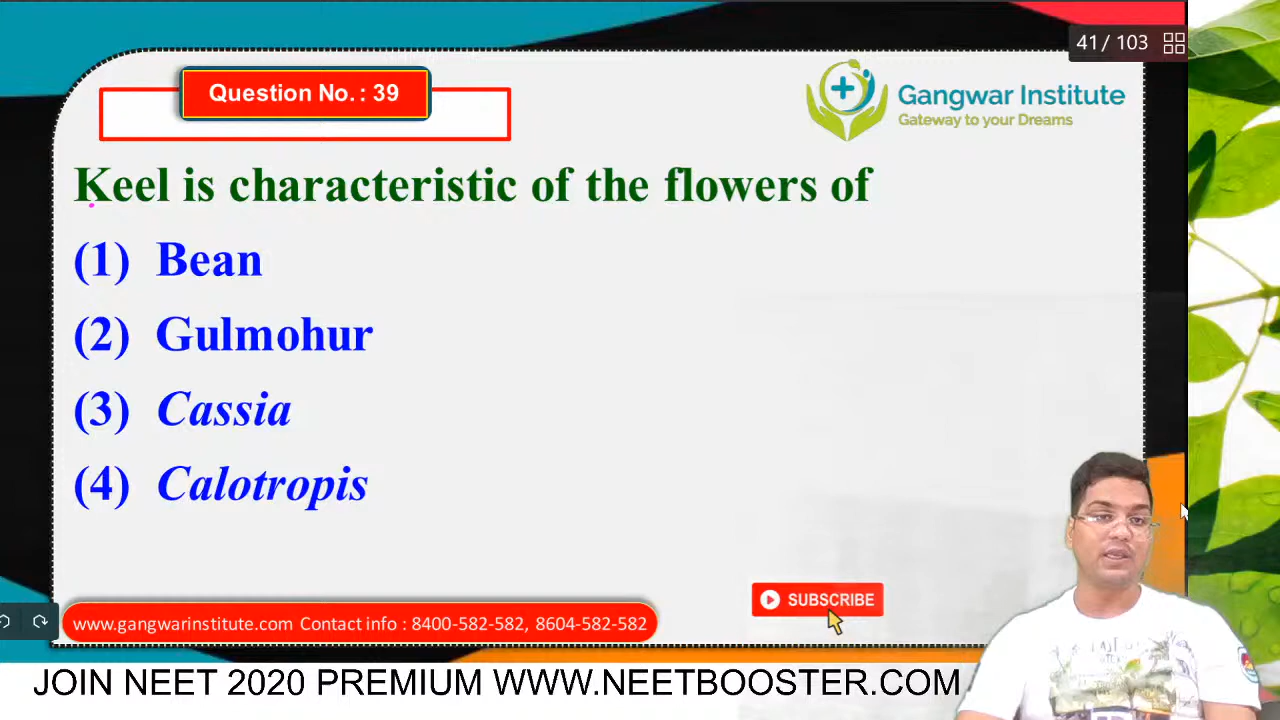 41 / 103
Question No. : 39
Gangwar Institute
Gateway to your Dreams
Keel is characteristic of the flowers of
(1) Bean
(2) Gulmohur
(3) Cassia
(4) Calotropis
SUBSCRIBE
www.gangwarinstitute.com Contact info : 8400-582-582, 8604-582-582
JOIN NEET 2020 PREMIUM WWW.NEETBOOSTER.COM